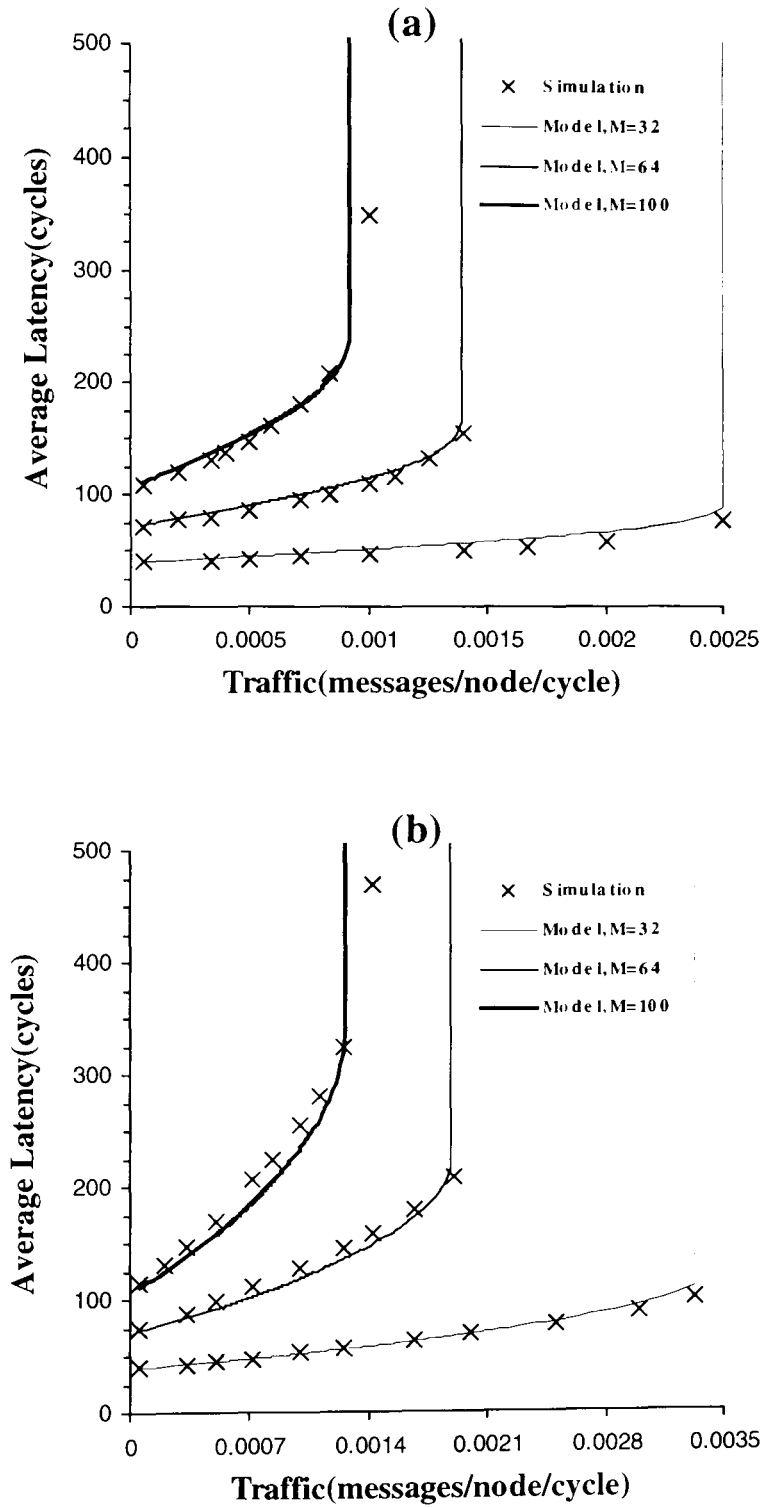 (a)
500
400
300
200
100
0
Average Latency(cycles)
× Simulation
Model,M=32
Model,M=64
Model,M=100
0 0.0005 0.001 0.0015 0.002 0.0025
Traffic(messages/node/cycle)
(b)
500
400
300
200
100
0
Average Latency(cycles)
× Simulation
Model,M=32
Model,M=64
Model,M=100
0 0.0007 0.0014 0.0021 0.0028 0.0035
Traffic(messages/node/cycle)